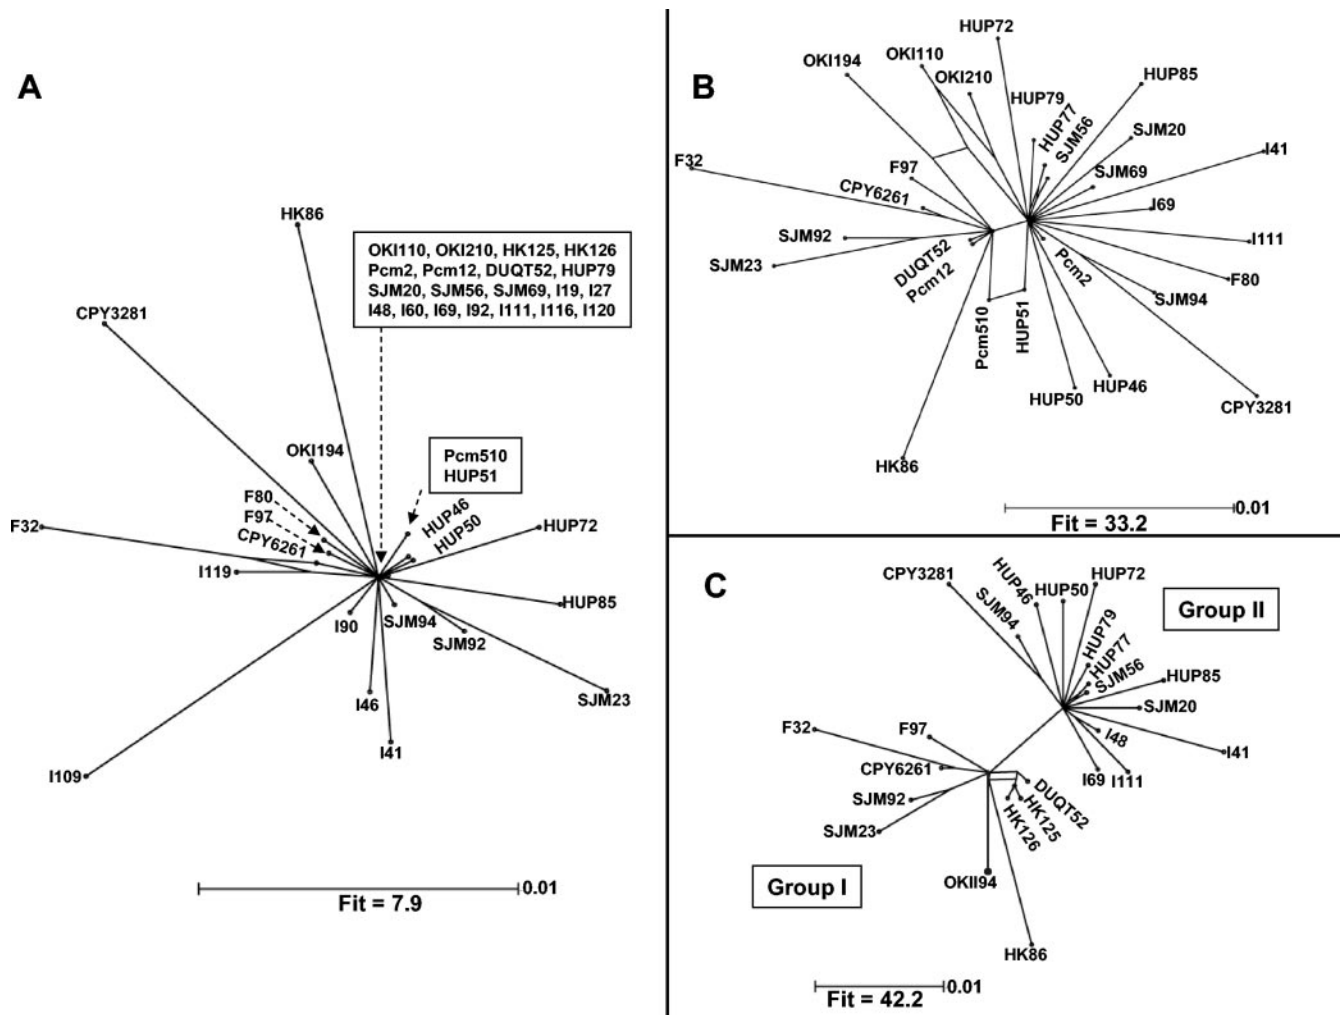 A
HK86
OKI110, OKI210, HK125, HK126
Pcm2, Pcm12, DUQT52, HUP79
SJM20, SJM56, SJM69, I19, I27
I48, I60, I69, I92, I111, I116, I120
CPY3281
OKI194
Pcm510
HUP51
F80
F97
CPY6261
HUP46
HUP50
F32
HUP72
I119
HUP85
I90
SJM94
SJM92
SJM23
I46
I41
I109
0.01
Fit = 7.9
B
HUP72
OKI110
OKI194
OKI210
HUP85
HUP79
HUP77
SJM56
SJM20
I41
F32
F97
SJM69
CPY6261
I69
SJM92
I111
SJM23
DUQT52
Pcm12
Pcm2
F80
SJM94
Pcm510
HUP51
HUP50
HUP46
CPY3281
HK86
0.01
Fit = 33.2
C
CPY3281
HUP46
SJM94
HUP50
HUP72
Group II
HUP79
HUP77
SJM56
HUP85
SJM20
I48
I41
F32
F97
I69
I111
CPY6261
DUQT52
HK125
HK126
SJM92
SJM23
Group I
OKII94
HK86
0.01
Fit = 42.2